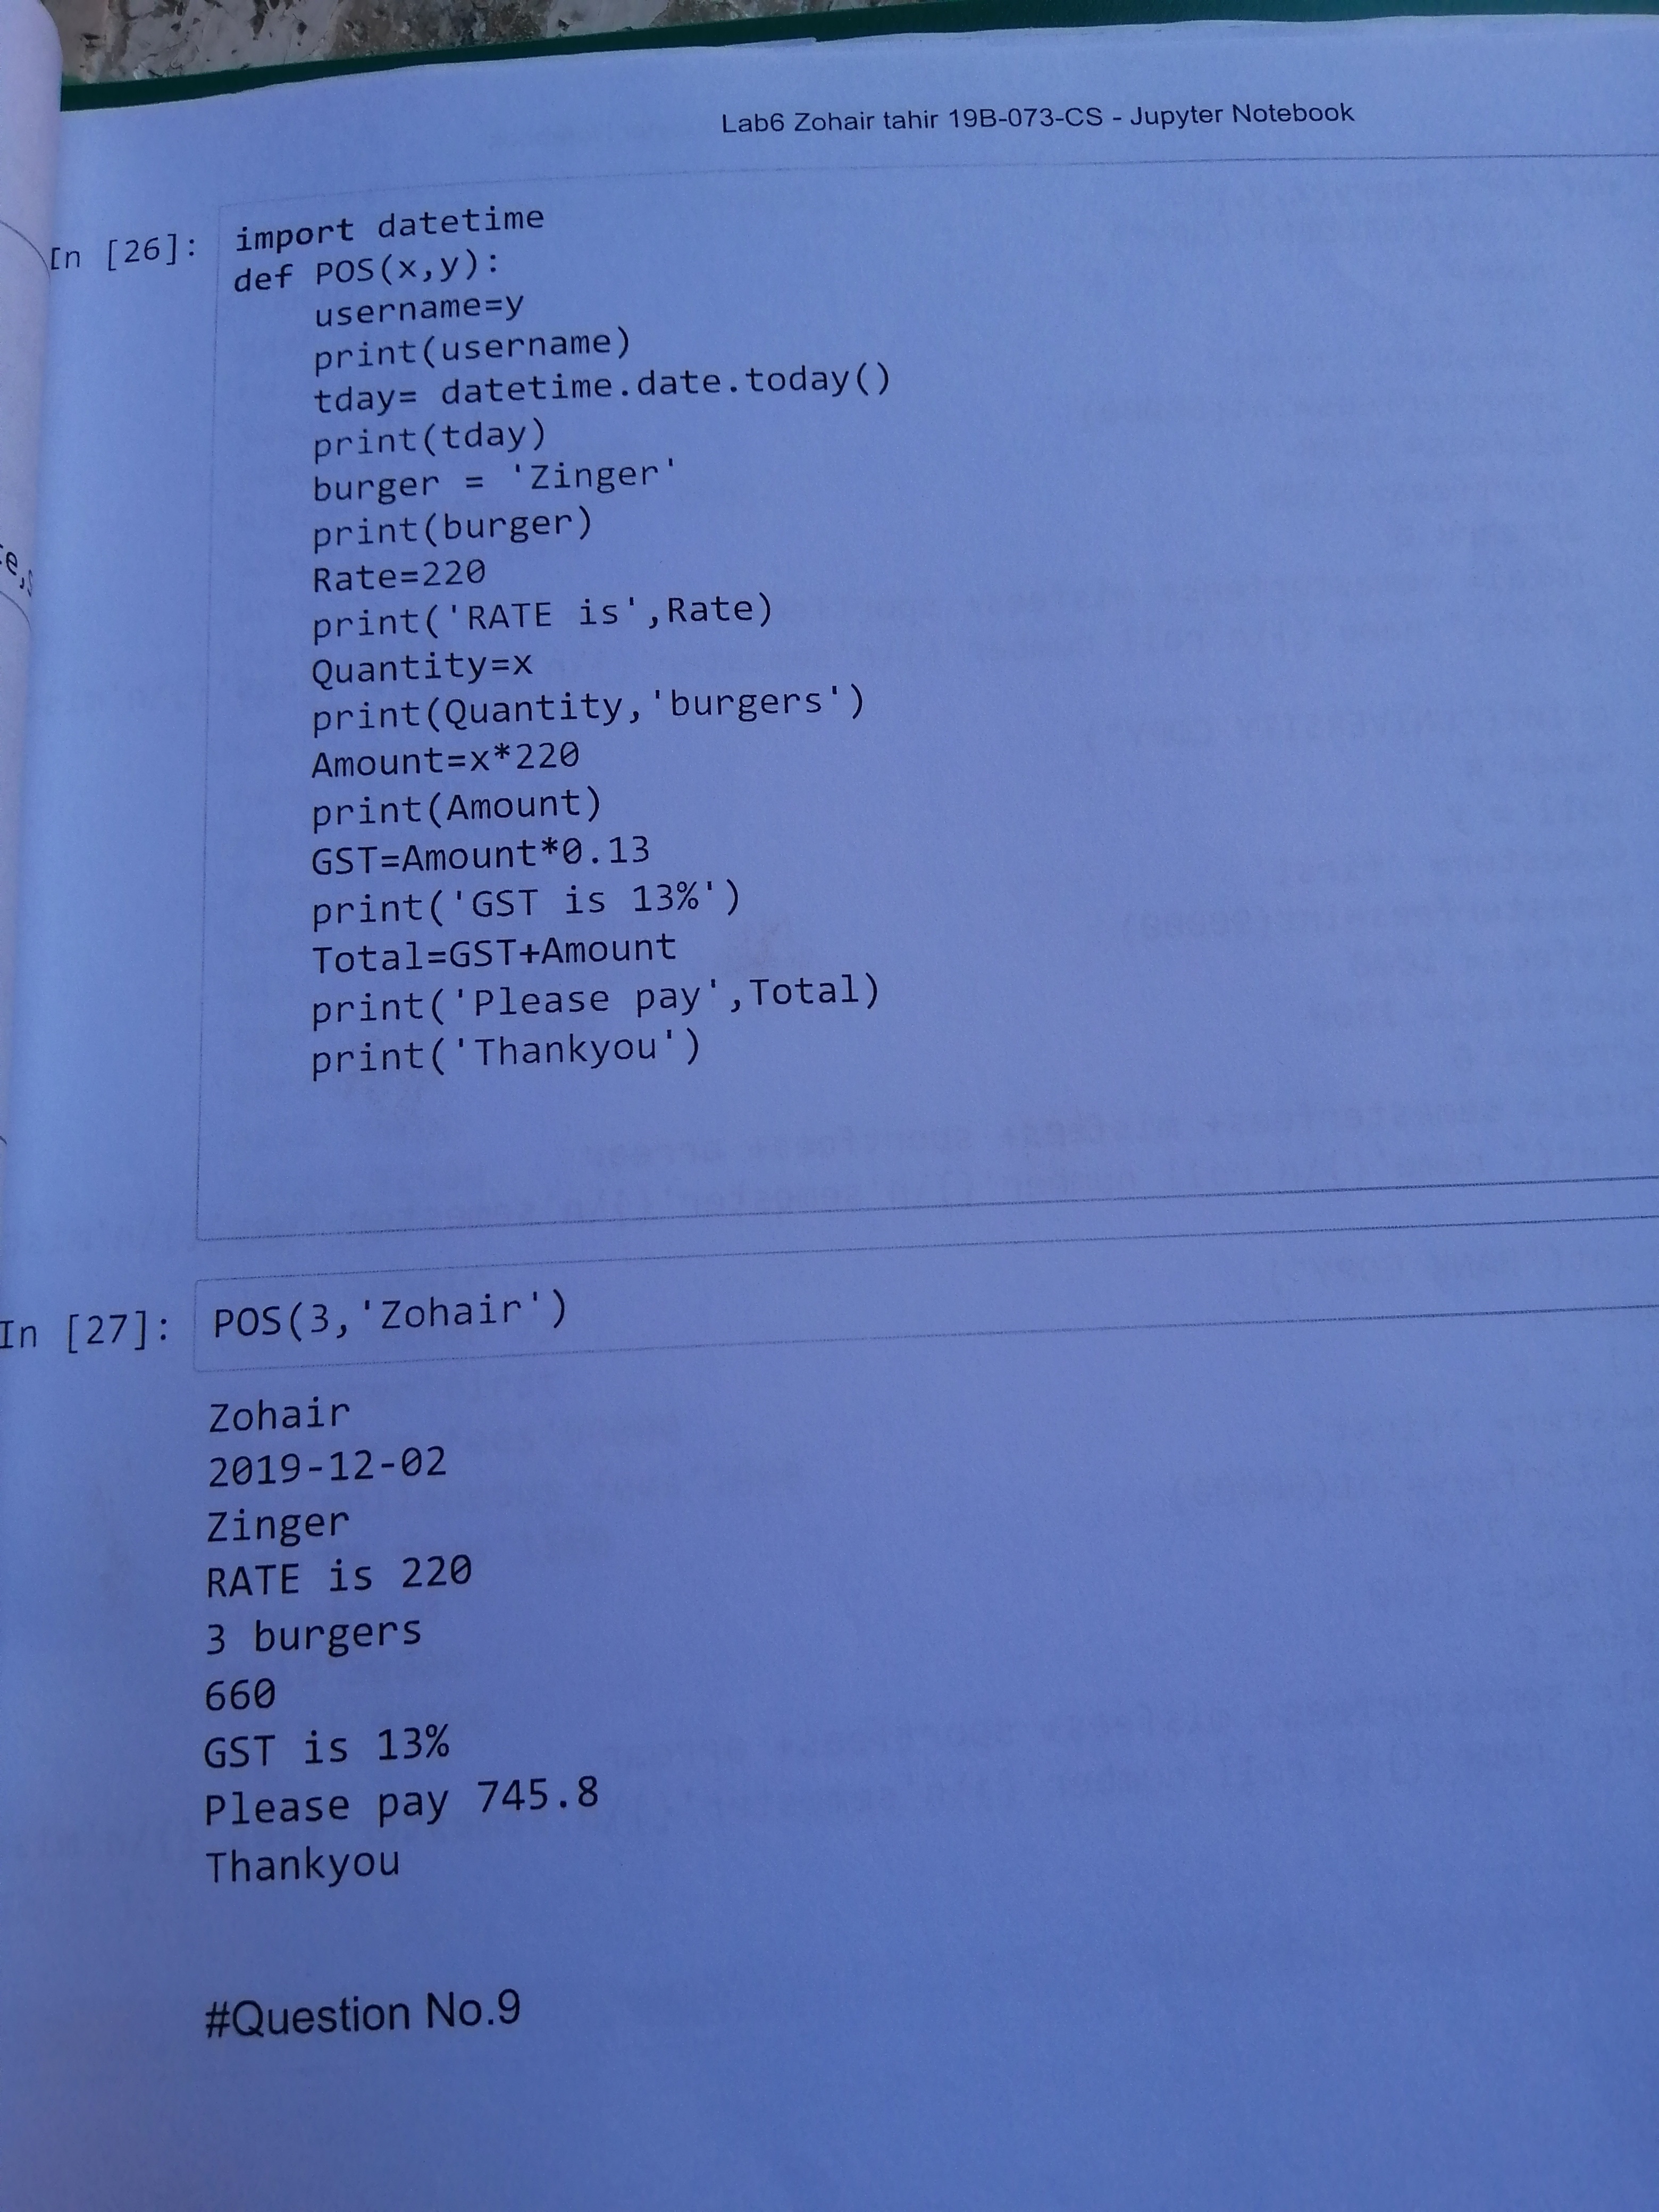 Lab6 Zohair tahir 19B-073-CS - Jupyter Notebook
In [26]: import datetime
def POS(x,y):
    username=y
    print(username)
    tday= datetime.date.today()
    print(tday)
    burger = 'Zinger'
    print(burger)
    Rate=220
    print('RATE is',Rate)
    Quantity=x
    print(Quantity,'burgers')
    Amount=x*220
    print(Amount)
    GST=Amount*0.13
    print('GST is 13%')
    Total=GST+Amount
    print('Please pay',Total)
    print('Thankyou')
In [27]: POS(3,'Zohair')
Zohair
2019-12-02
Zinger
RATE is 220
3 burgers
660
GST is 13%
Please pay 745.8
Thankyou
#Question No.9